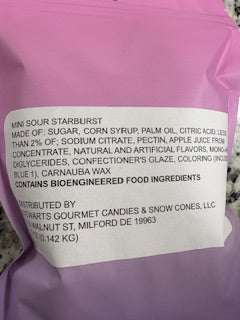 MINI SOUR STARBURST
MADE OF: SUGAR, CORN SYRUP, PALM OIL, CITRIC ACID; LESS
THAN 2% OF; SODIUM CITRATE, PECTIN, APPLE JUICE FROM
CONCENTRATE, NATURAL AND ARTIFICIAL FLAVORS, MONO &
DIGLYCERIDES, CONFECTIONER'S GLAZE, COLORING
BLUE 1), CARNAUBA WAX
CONTAINS BIOENGINEERED FOOD INGREDIENTS
DISTRIBUTED BY
GOURMET CANDIES & SNOW CONES, LLC
WALNUT ST, MILFORD DE 19963
(0.142 KG)